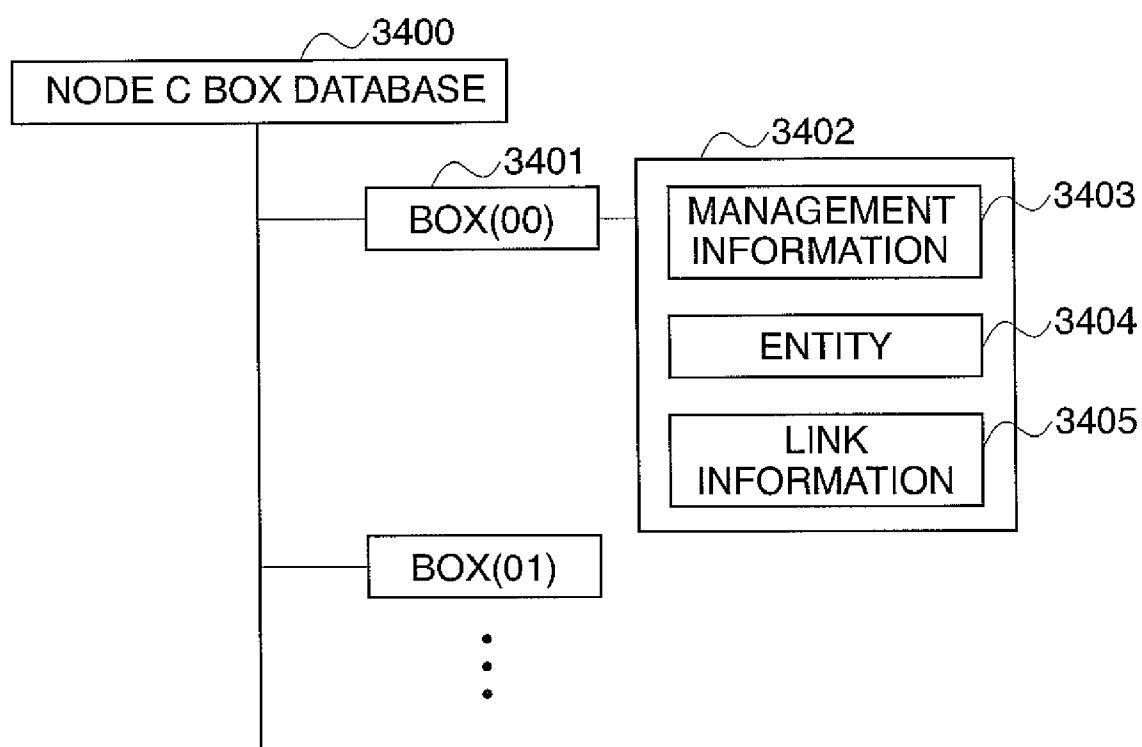 3400
NODE C BOX DATABASE
3401
BOX(00)
3402
MANAGEMENT
INFORMATION
3403
ENTITY
3404
LINK
INFORMATION
3405
BOX(01)